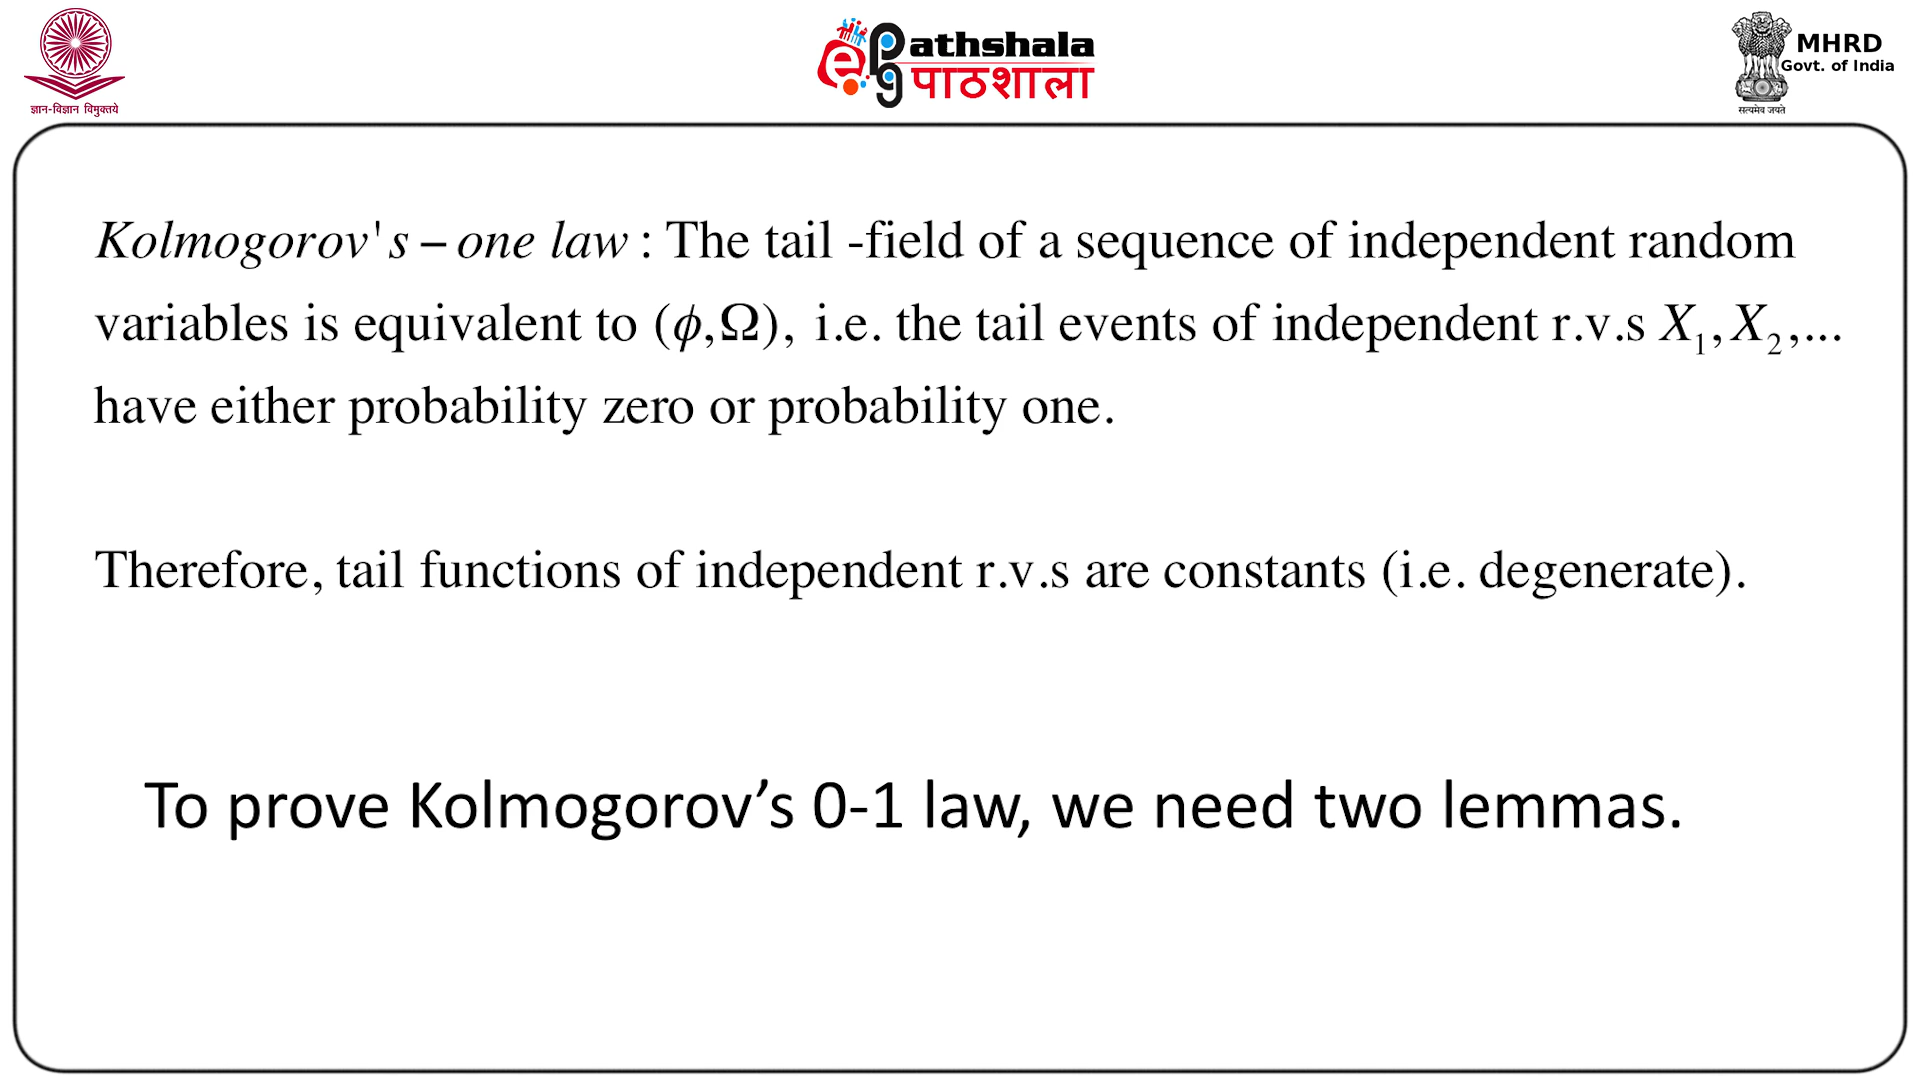 ज्ञान-विज्ञान विमुक्तये
ePG Pathshala
पाठशाला
MHRD
Govt. of India
सत्यमेव जयते
Kolmogorov's – one law : The tail -field of a sequence of independent random
variables is equivalent to (ϕ,Ω), i.e. the tail events of independent r.v.s X₁,X₂,...
have either probability zero or probability one.
Therefore, tail functions of independent r.v.s are constants (i.e. degenerate).
To prove Kolmogorov’s 0-1 law, we need two lemmas.